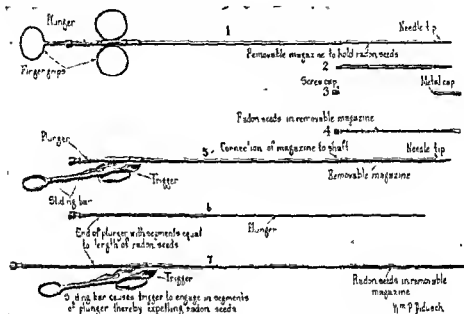 Plunger
1
Needle tip
Finger grips
Removable magazine to hold radon seeds
2
Screw cap
3
Metal cap
Radon seeds in removable magazine
4
Plunger
5
Connection of magazine to shaft
Needle tip
Trigger
Removable magazine
Sliding bar
6
End of plunger with segments equal
to length of radon seeds
Plunger
7
Trigger
Radon seeds in removable
magazine
Sliding bar causes trigger to engage in segments
of plunger thereby expelling radon seeds